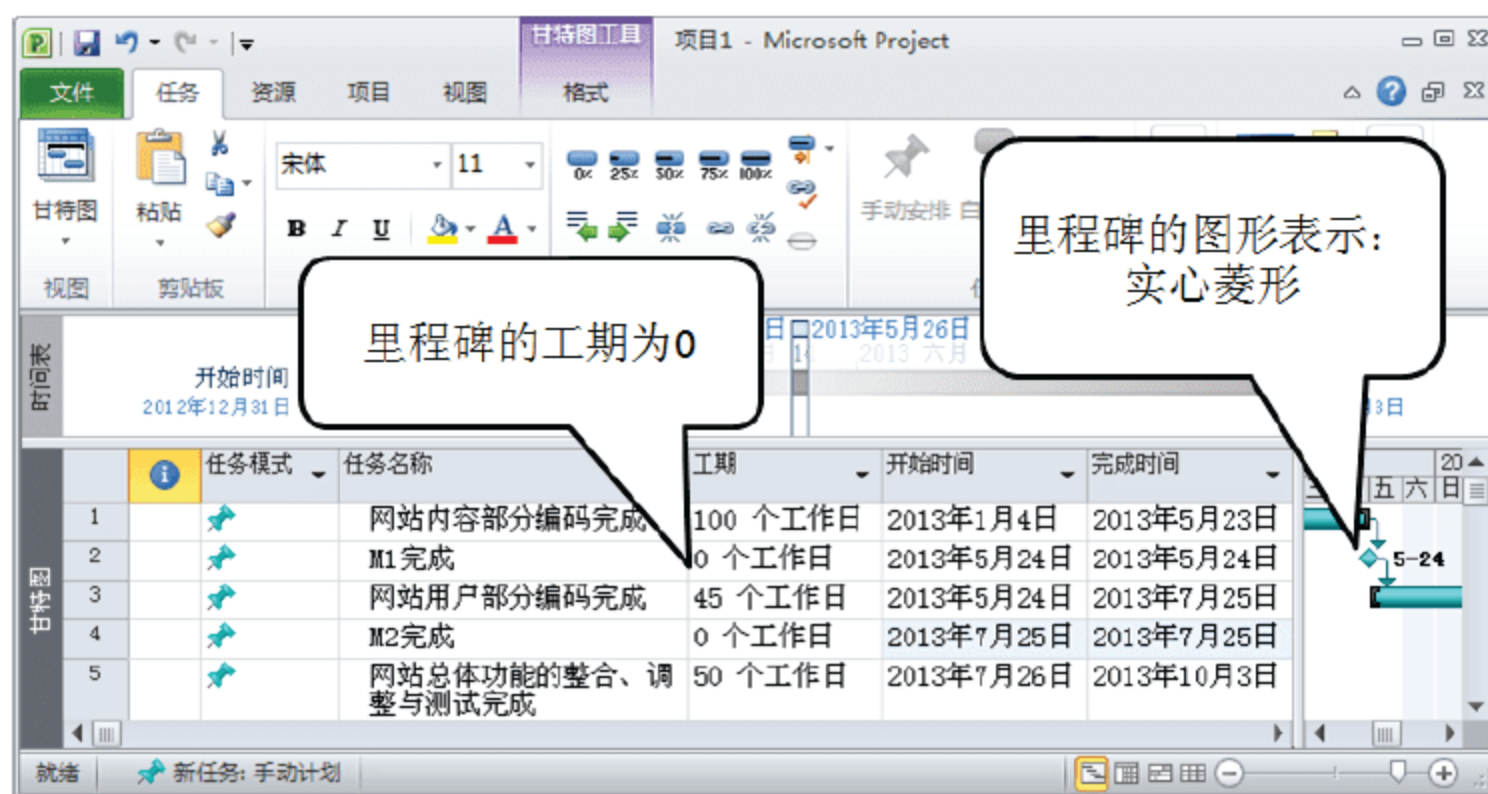 甘特图工具
项目1 - Microsoft Project
文件 任务 资源 项目 视图 格式
宋体 11
0% 25% 50% 75% 100%
甘特图 粘贴 B I U A 手动安排
视图 剪贴板
里程碑的图形表示:
实心菱形
里程碑的工期为0
时间表
日 2013年5月26日
2013 六月
开始时间
2012年12月31日
3日
甘特图
任务模式 任务名称 工期 开始时间 完成时间 20
五 六 日
1 网站内容部分编码完成 100 个工作日 2013年1月4日 2013年5月23日
2 M1完成 0 个工作日 2013年5月24日 2013年5月24日 5-24
3 网站用户部分编码完成 45 个工作日 2013年5月24日 2013年7月25日
4 M2完成 0 个工作日 2013年7月25日 2013年7月25日
5 网站总体功能的整合、调 50 个工作日 2013年7月26日 2013年10月3日
整与测试完成
就绪 新任务: 手动计划